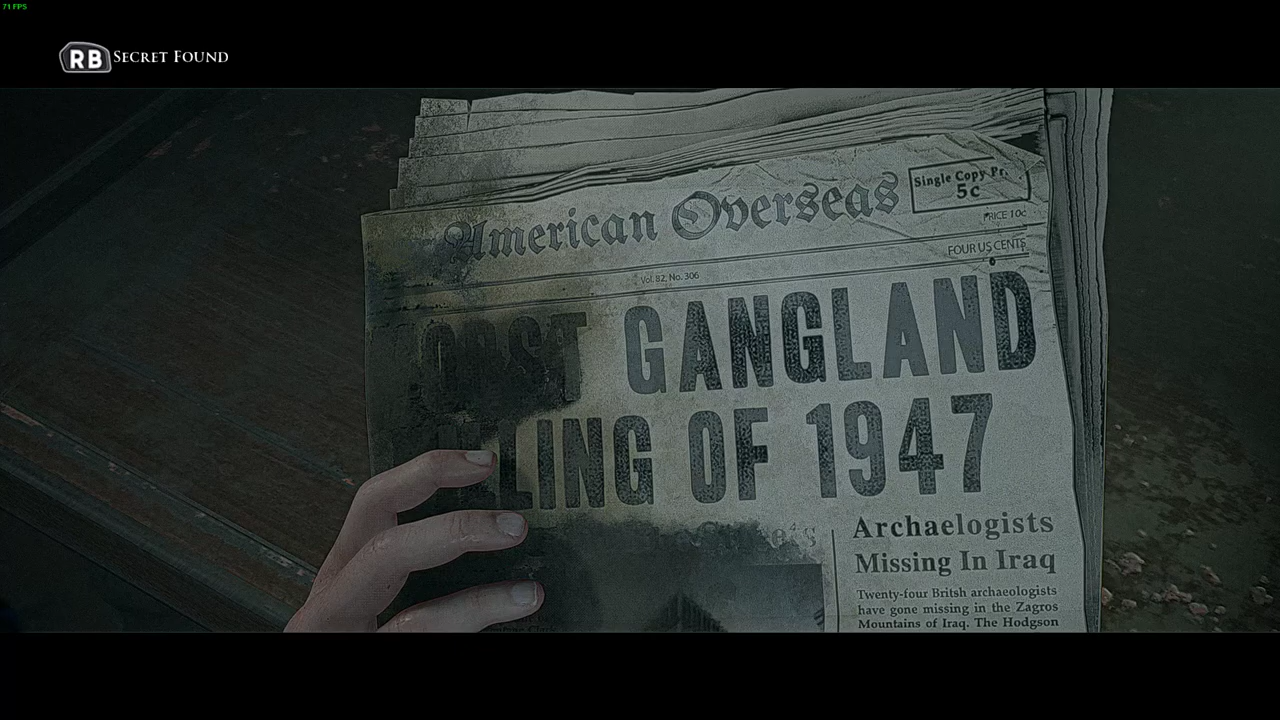 71 FPS
RB Secret Found
American Overseas
Single Copy Pr.
5c
PRICE 10c
FOUR US CENTS
Vol. 82, No. 306
GANGLAND
OF 1947
Archaelogists
Missing In Iraq
Twenty-four Britsh archaeologists
have gone missing in the Zagros
Mountains of Iraq. The Hodgson